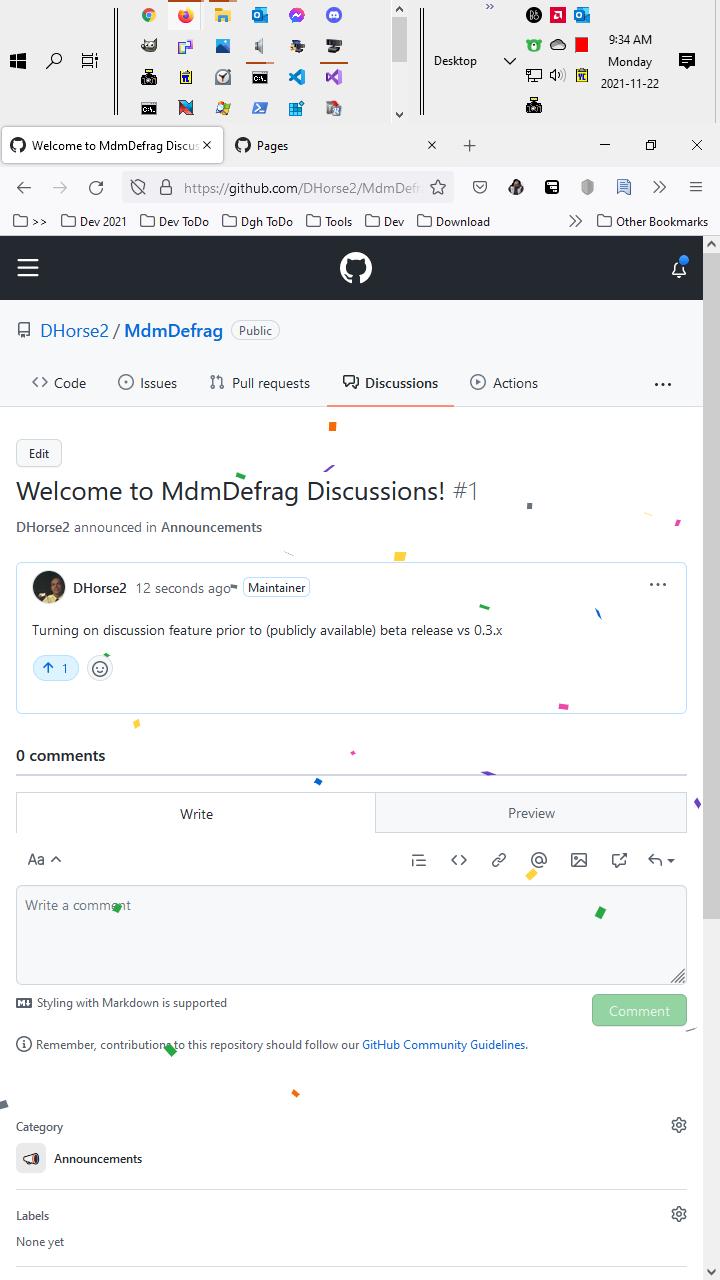 Desktop
9:34 AM
Monday
2021-11-22
Welcome to MdmDefrag Discus
Pages
https://github.com/DHorse2/MdmDefr
>>
Dev 2021
Dev ToDo
Dgh ToDo
Tools
Dev
Download
Other Bookmarks
DHorse2 / MdmDefrag Public
Code
Issues
Pull requests
Discussions
Actions
Edit
Welcome to MdmDefrag Discussions! #1
DHorse2 announced in Announcements
DHorse2 12 seconds ago Maintainer
Turning on discussion feature prior to (publicly available) beta release vs 0.3.x
1
0 comments
Write
Preview
Aa
Write a comment
Styling with Markdown is supported
Comment
Remember, contributions to this repository should follow our GitHub Community Guidelines.
Category
Announcements
Labels
None yet